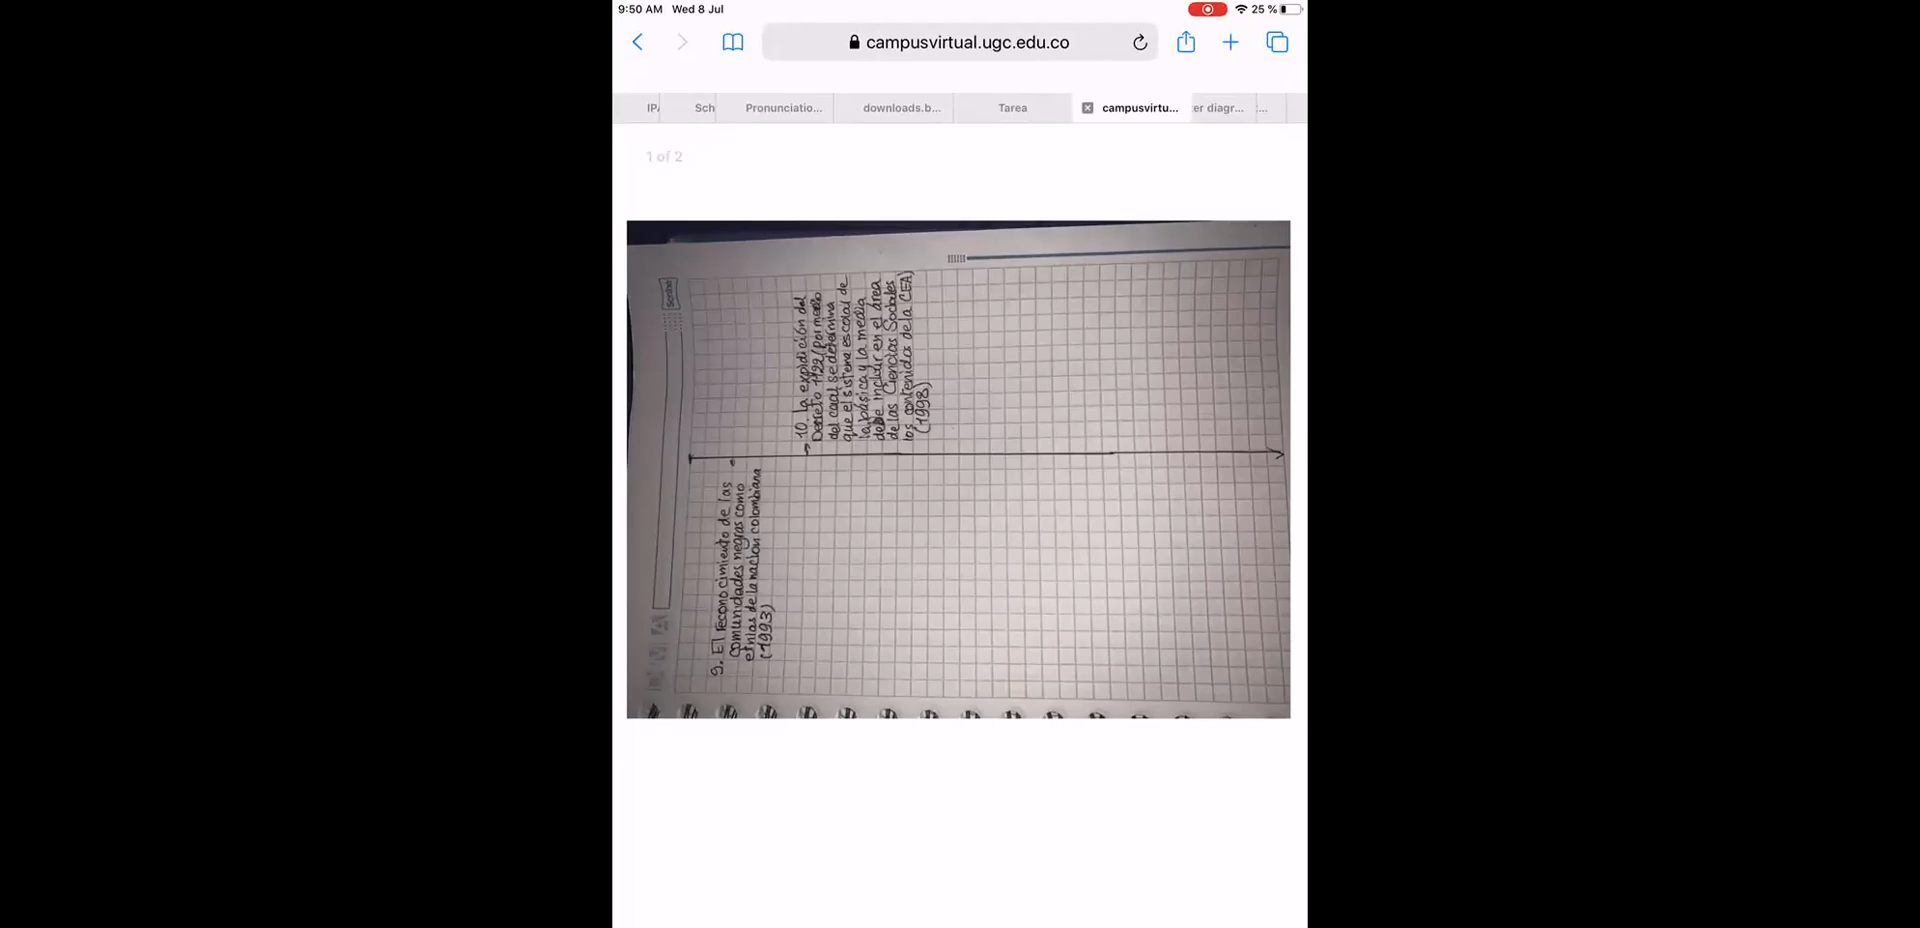 9:50 AM Wed 8 Jul
25 %
campusvirtual.ugc.edu.co
Sch
Pronunciatio...
downloads.b...
Tarea
campusvirtu...
er diagr...
1 of 2
Scribe
9. El reconocimiento de las
comunidades negras como
etnias de la nación colombiana
(1993)
10. La expidición del
Decreto 1122 (por medio
del cual se determina
que el sistema escolar de
la básica y la media
debe incluir en el área
de las Ciencias Sociales
los contenidos de la CEA)
(1998)